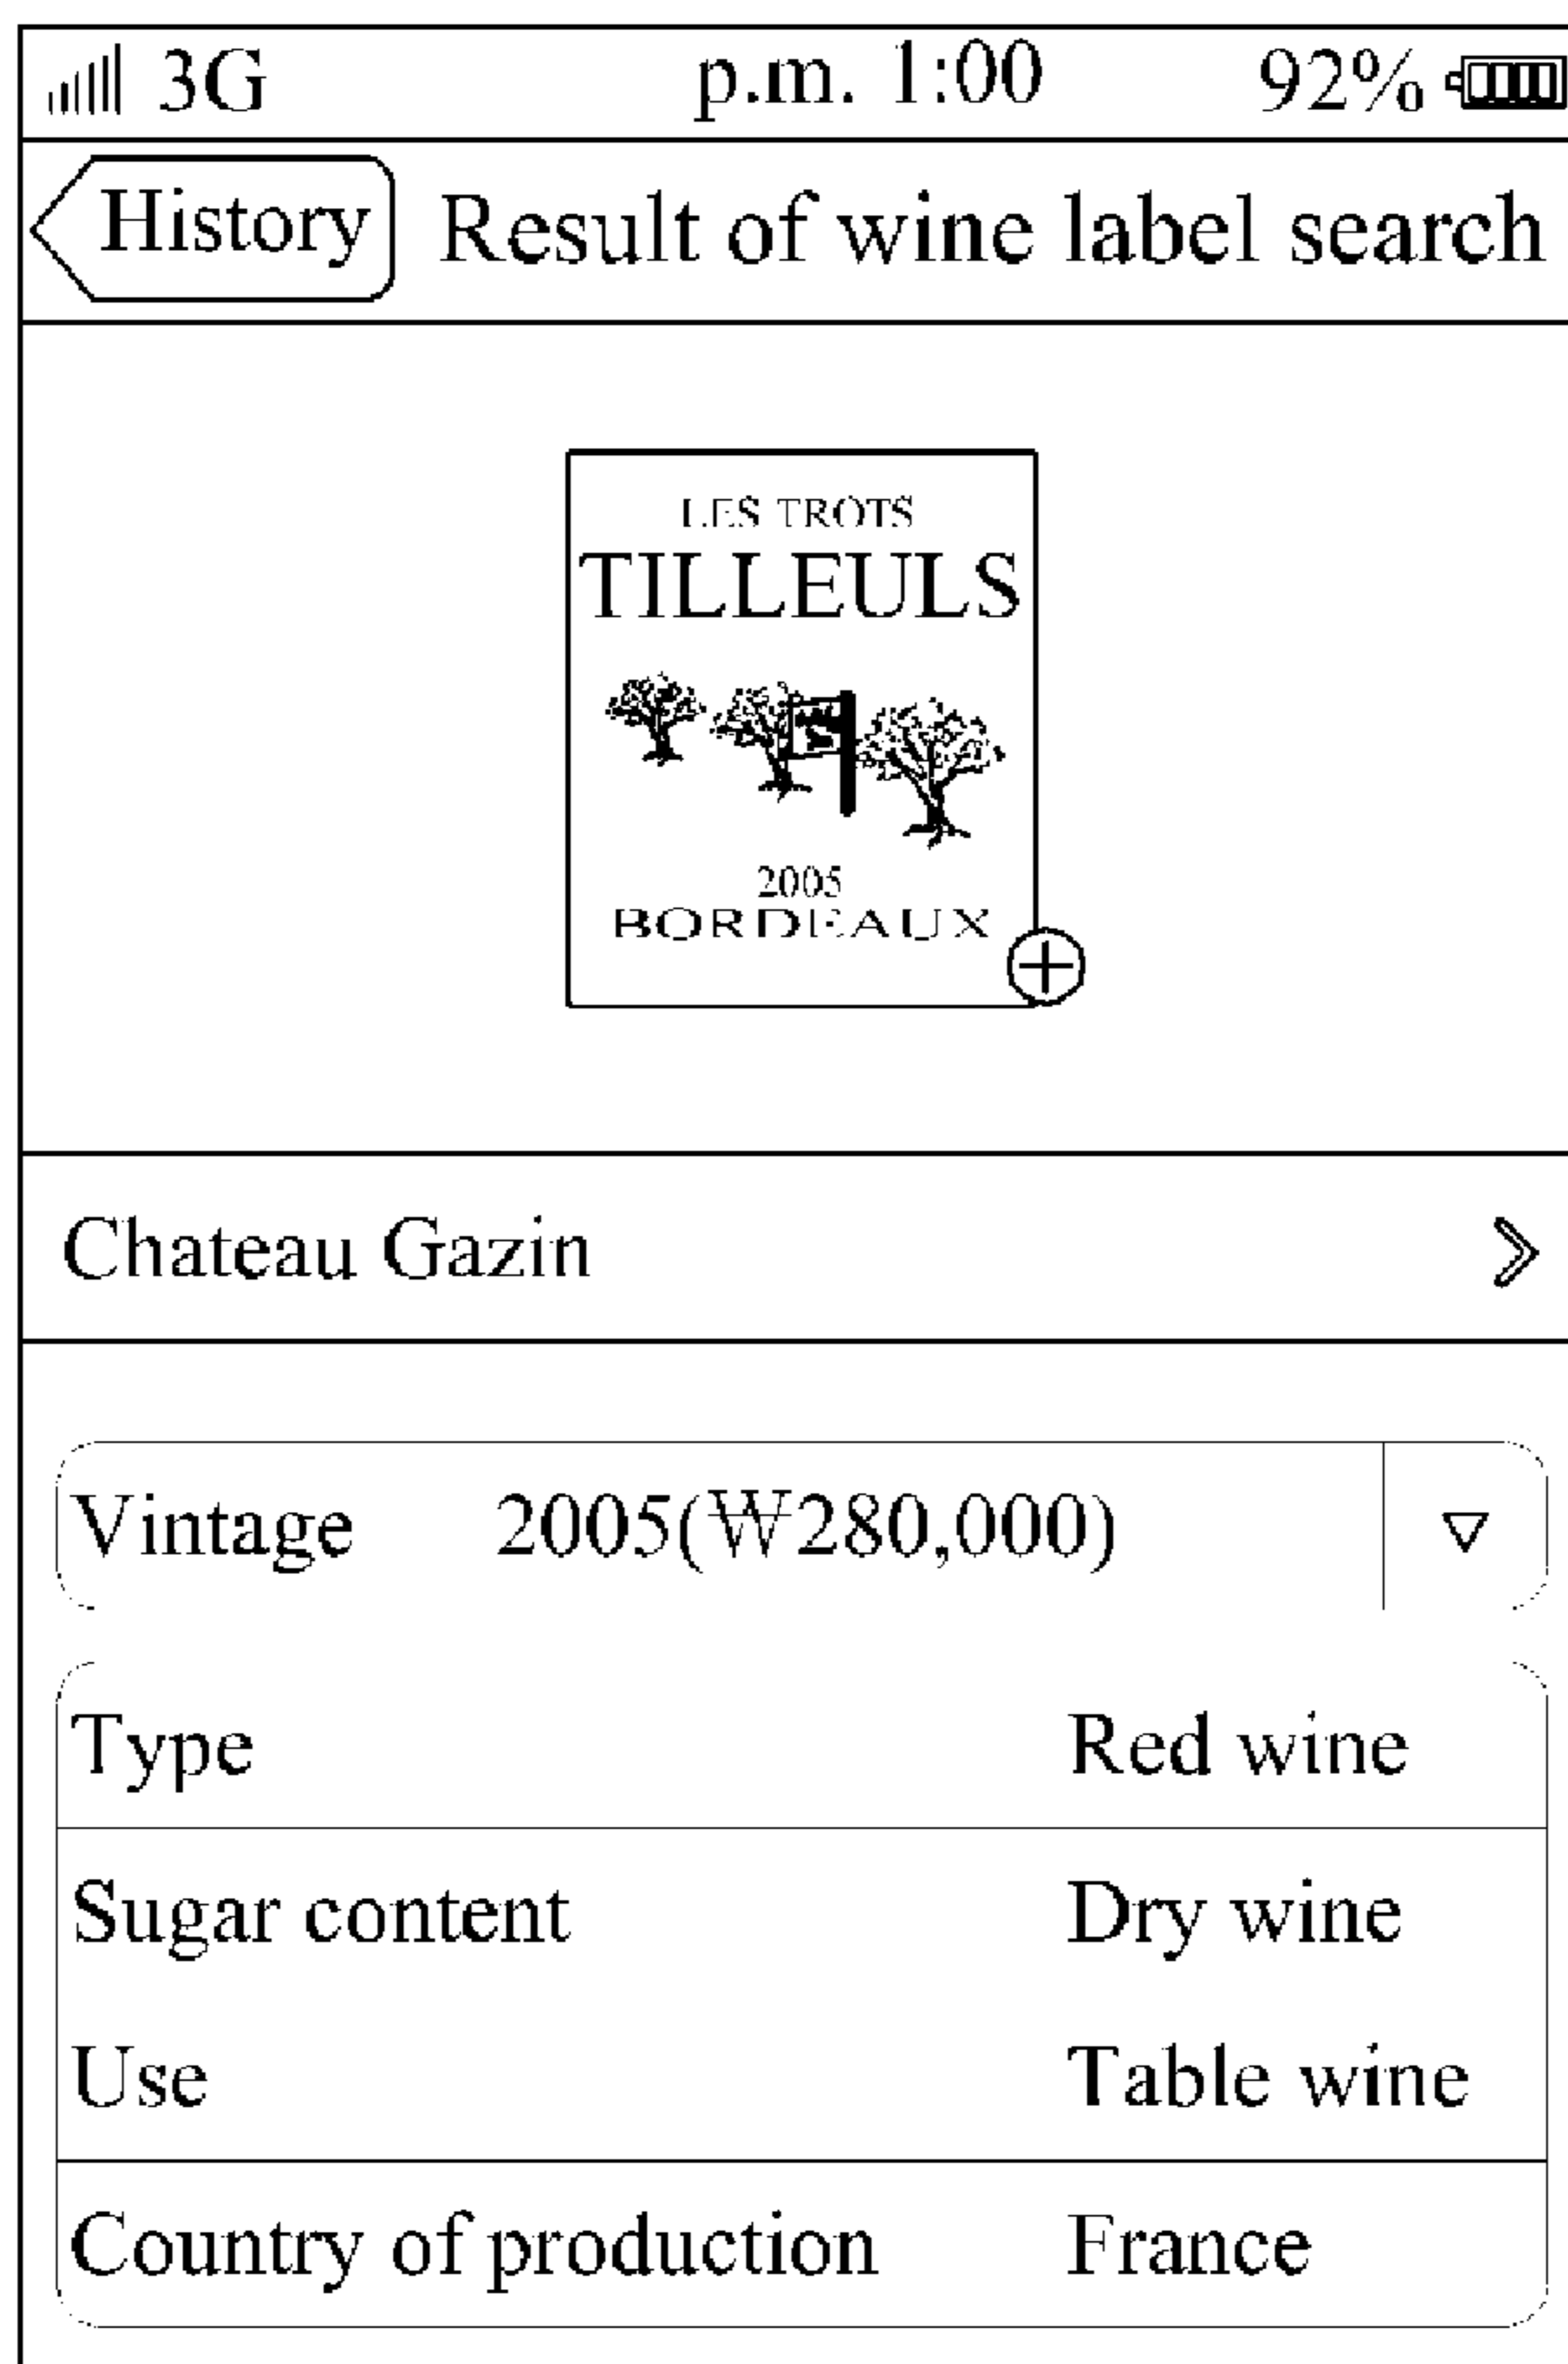 3G p.m. 1:00 92%
History Result of wine label search
LES TROTS
TILLEULS
2005
BORDEAUX
Chateau Gazin
Vintage 2005(₩280,000)
Type Red wine
Sugar content Dry wine
Use Table wine
Country of production France